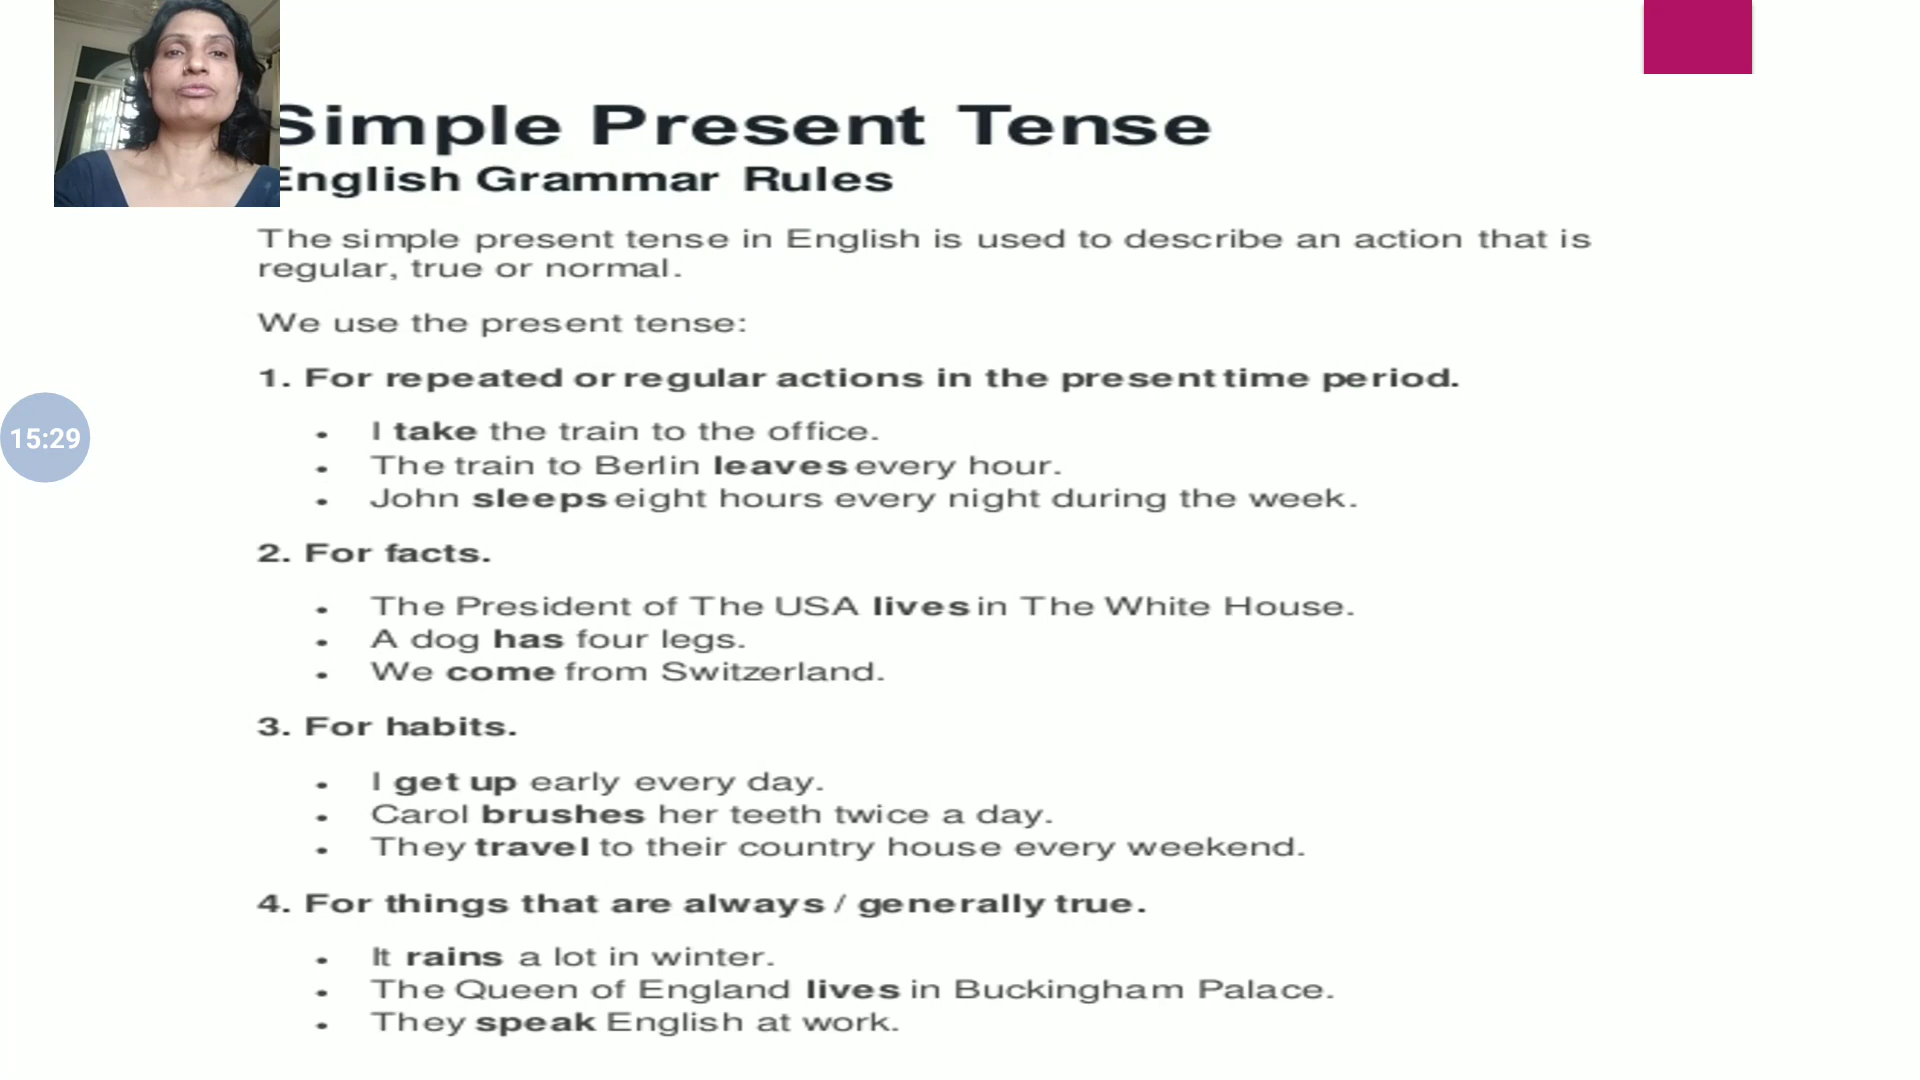 Simple Present Tense
English Grammar Rules
The simple present tense in English is used to describe an action that is
regular, true or normal.
We use the present tense:
1. For repeated or regular actions in the present time period.
• I take the train to the office.
• The train to Berlin leaves every hour.
• John sleeps eight hours every night during the week.
15:29
2. For facts.
• The President of The USA lives in The White House.
• A dog has four legs.
• We come from Switzerland.
3. For habits.
• I get up early every day.
• Carol brushes her teeth twice a day.
• They travel to their country house every weekend.
4. For things that are always / generally true.
• It rains a lot in winter.
• The Queen of England lives in Buckingham Palace.
• They speak English at work.